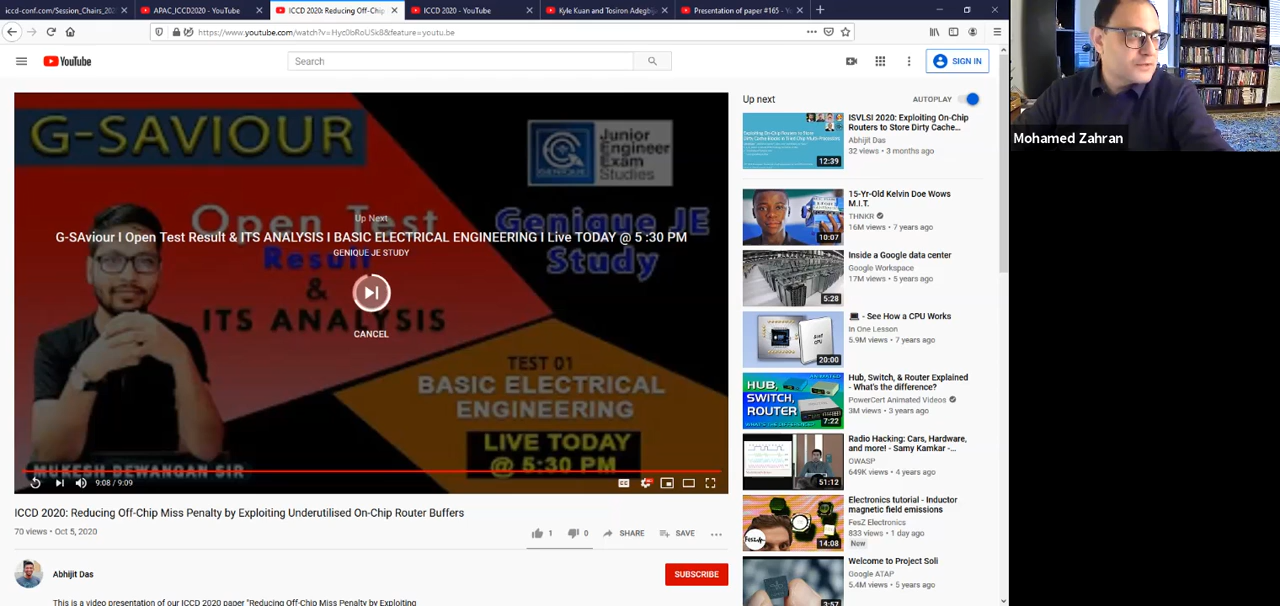 iccd-conf.com/Session_Chairs_202
APAC_ICCD2020 - YouTube
ICCD 2020: Reducing Off-Chip
ICCD 2020 - YouTube
Kyle Kuan and Tosiron Adegbij
Presentation of paper #165 - Yo
https://www.youtube.com/watch?v=Hyc0bRoUSk8&feature=youtu.be
YouTube
Search
SIGN IN
G-SAVIOUR
Junior
Engineer
Exam
Studies
GENIQUE
Open Test
Result
&
ITS ANALYSIS
Genique JE
Study
Up Next
G-SAviour I Open Test Result & ITS ANALYSIS I BASIC ELECTRICAL ENGINEERING I Live TODAY @ 5 :30 PM
GENIQUE JE STUDY
CANCEL
TEST 01
BASIC ELECTRICAL
ENGINEERING
LIVE TODAY
@ 5:30 PM
MUKESH DEWANGAN SIR
9:08 / 9:09
ICCD 2020: Reducing Off-Chip Miss Penalty by Exploiting Underutilised On-Chip Router Buffers
70 views • Oct 5, 2020
1
0
SHARE
SAVE
Abhijit Das
SUBSCRIBE
This is a video presentation of our ICCD 2020 paper "Reducing Off-Chip Miss Penalty by Exploiting
Up next
AUTOPLAY
12:39
ISVLSI 2020: Exploiting On-Chip
Routers to Store Dirty Cache...
Abhijit Das
32 views • 3 months ago
10:07
15-Yr-Old Kelvin Doe Wows
M.I.T.
THNKR
16M views • 7 years ago
5:28
Inside a Google data center
Google Workspace
17M views • 5 years ago
20:00
- See How a CPU Works
In One Lesson
5.9M views • 7 years ago
HUB,
SWITCH,
ROUTER
7:22
Hub, Switch, & Router Explained
- What's the difference?
PowerCert Animated Videos
3M views • 3 years ago
51:12
Radio Hacking: Cars, Hardware,
and more! - Samy Kamkar -...
OWASP
649K views • 4 years ago
FesZ
14:08
Electronics tutorial - Inductor
magnetic field emissions
FesZ Electronics
833 views • 1 day ago
New
3:57
Welcome to Project Soli
Google ATAP
5.4M views • 5 years ago
Mohamed Zahran